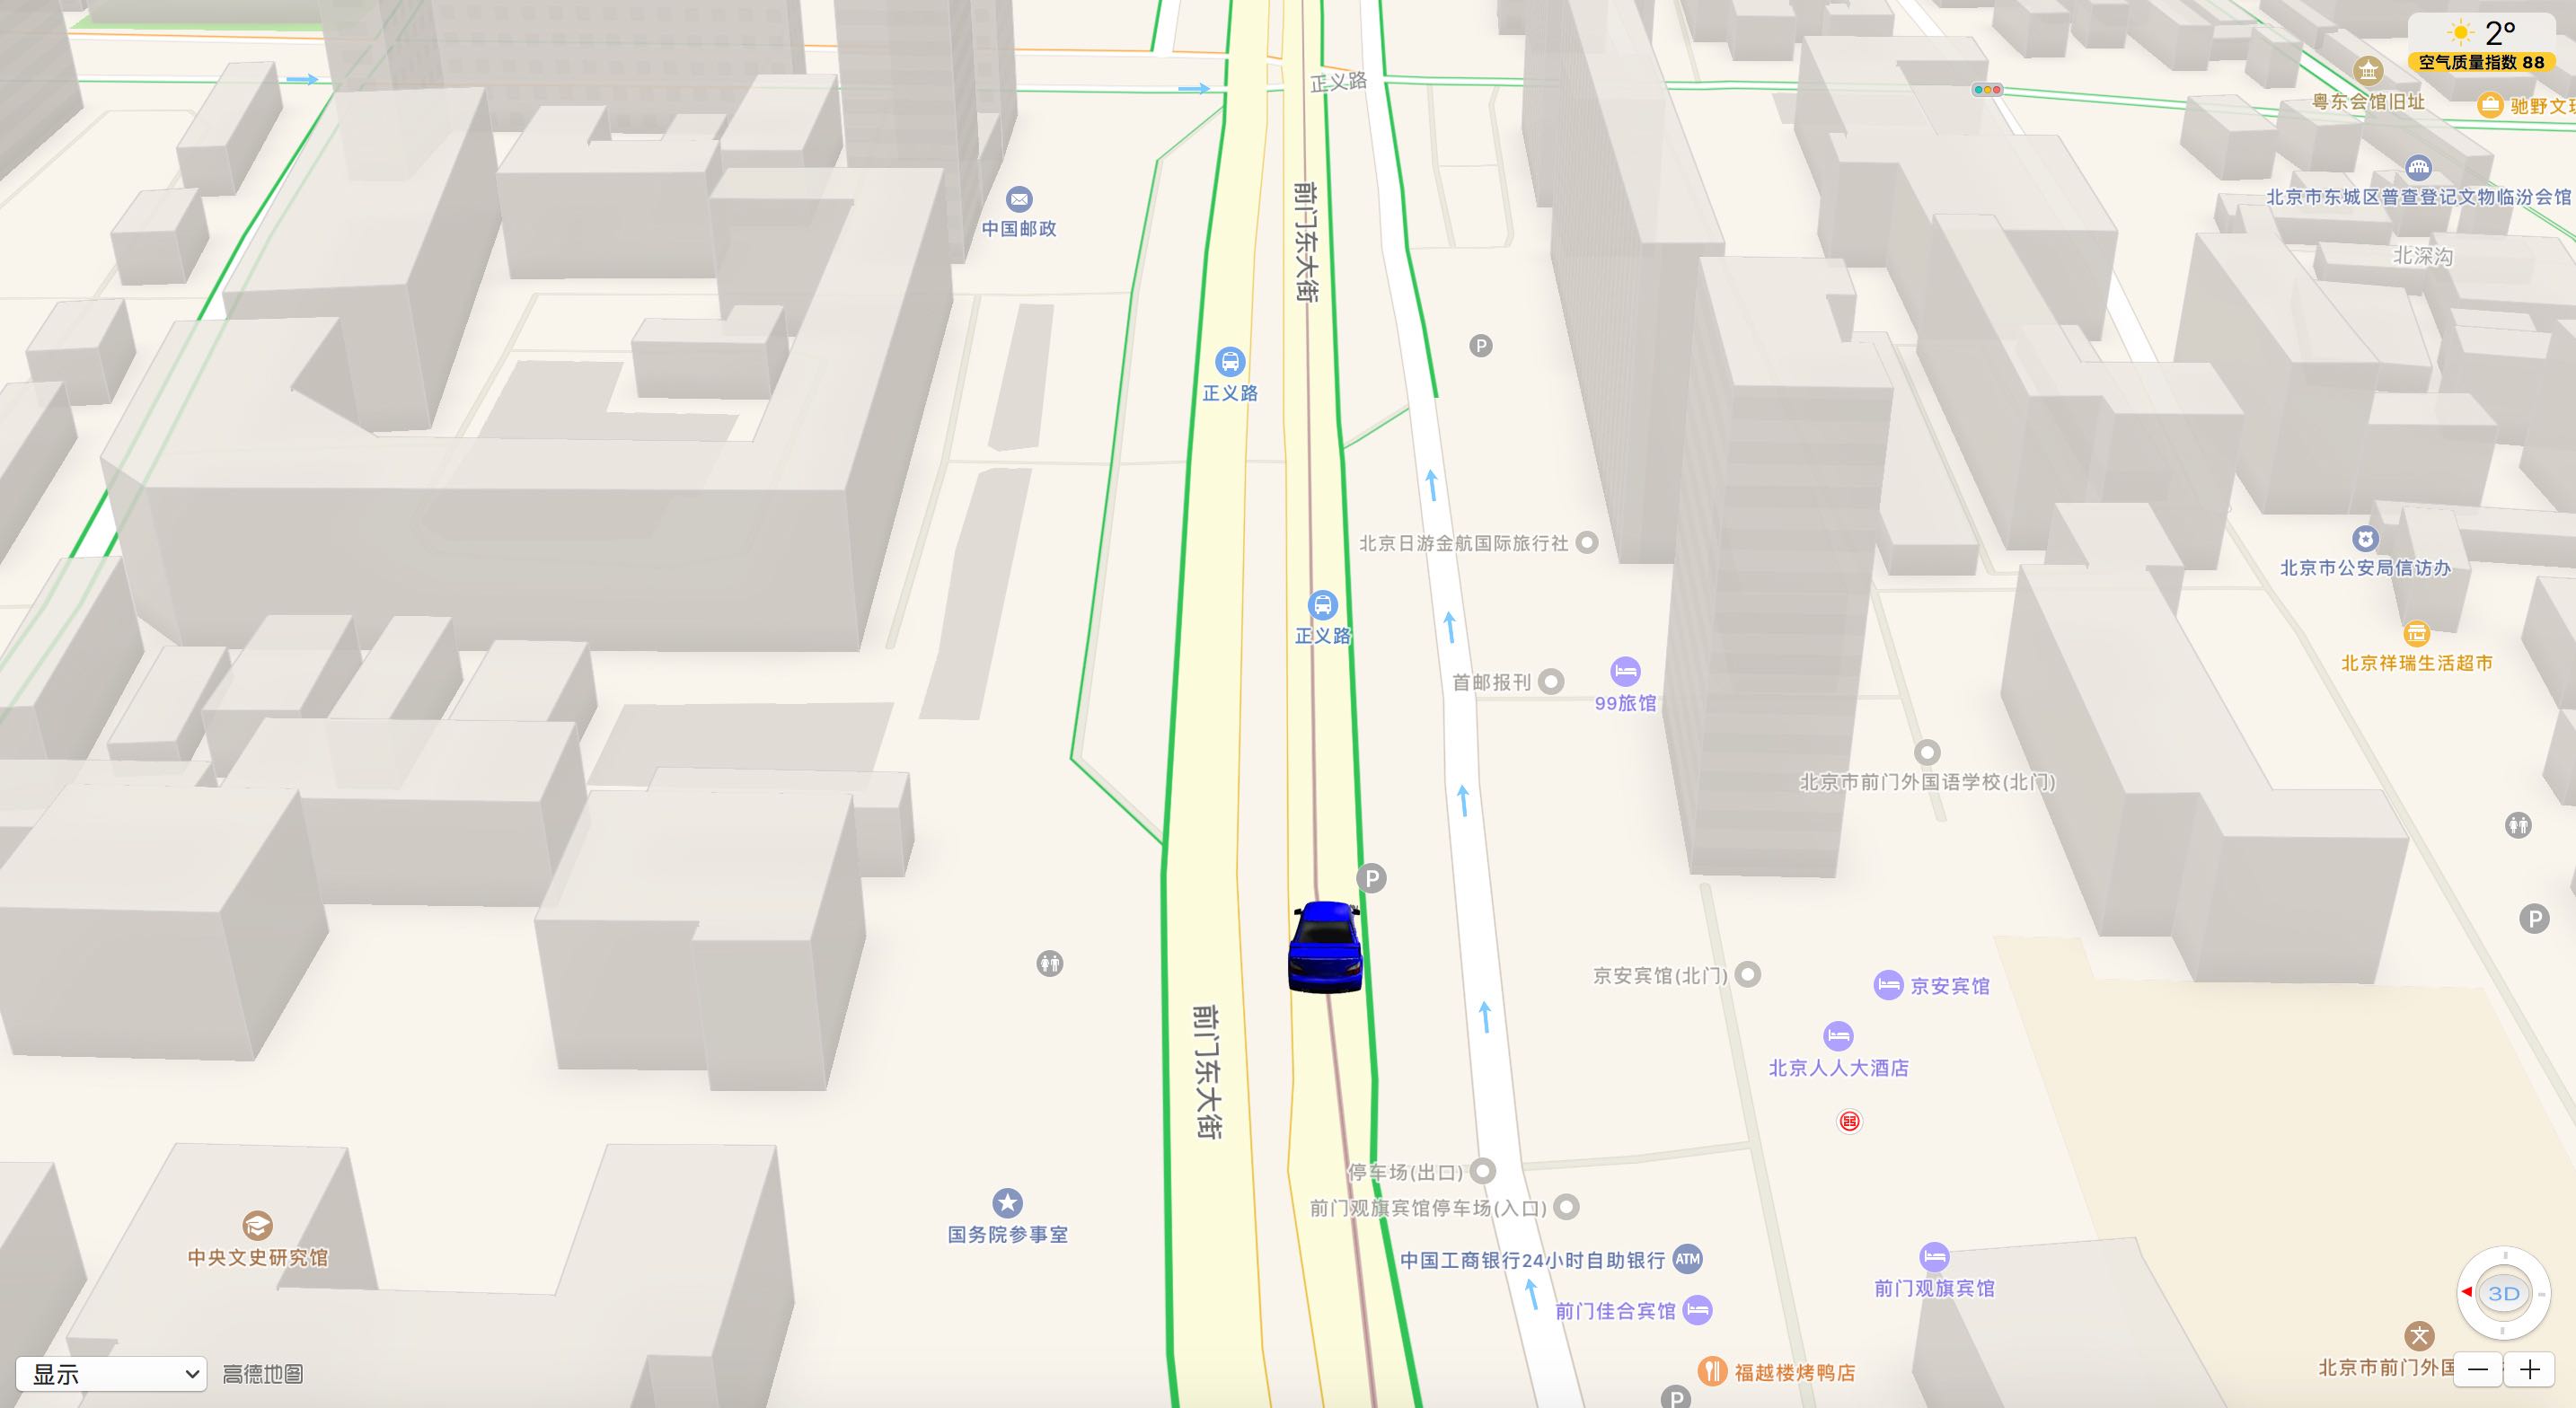 2°
空气质量指数 88
正义路
粤东会馆旧址
驰野文
北京市东城区普查登记文物临汾会馆
中国邮政
前门东大街
北深沟
P
正义路
北京日游金航国际旅行社
北京市公安局信访办
正义路
北京祥瑞生活超市
首邮报刊
99旅馆
北京市前门外国语学校(北门)
P
P
京安宾馆(北门)
京安宾馆
前门东大街
北京人人大酒店
停车场(出口)
前门观旗宾馆停车场(入口)
国务院参事室
中央文史研究馆
中国工商银行24小时自助银行
ATM
前门观旗宾馆
3D
前门佳合宾馆
文
北京市前门外国
福越楼烤鸭店
显示
高德地图
P